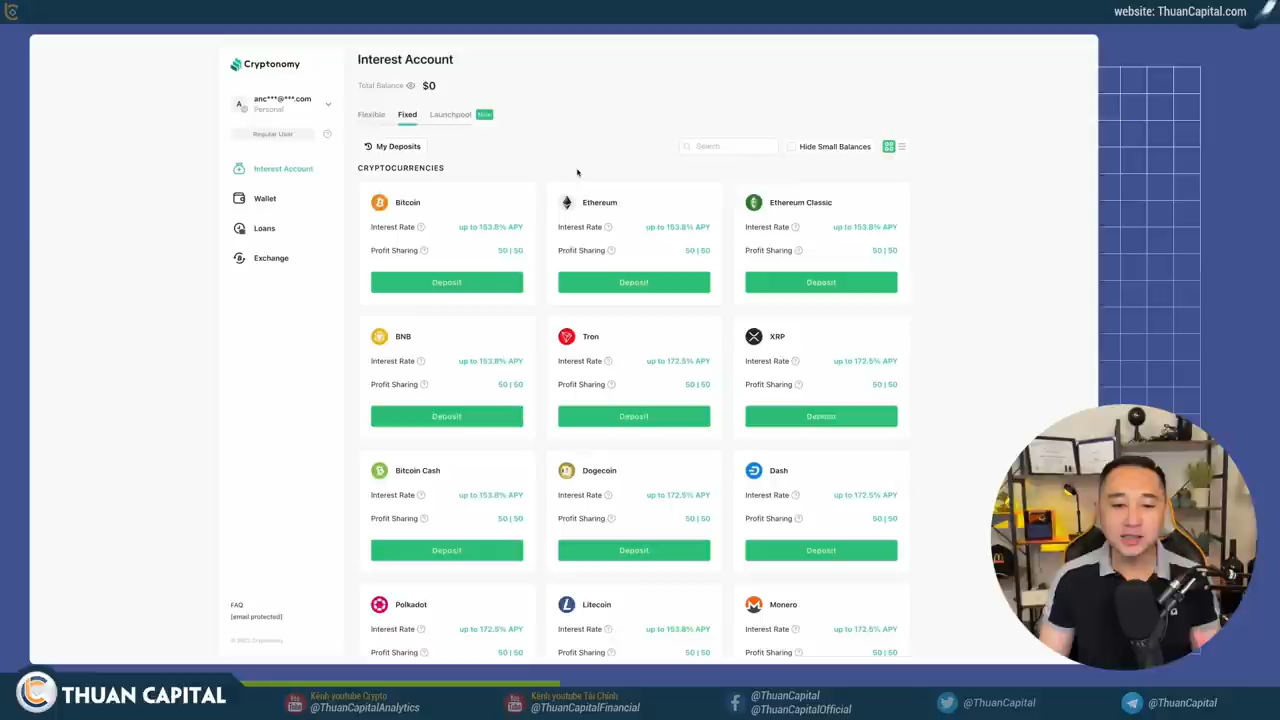 website: ThuanCapital.com
Cryptonomy
anc***@***.com
Personal
Regular User
Interest Account
Wallet
Loans
Exchange
FAQ
[email protected]
© 2021, Cryptonomy
Interest Account
Total Balance $0
Flexible Fixed Launchpool New
My Deposits Search Hide Small Balances
CRYPTOCURRENCIES
Bitcoin
Interest Rate up to 153.8% APY
Profit Sharing 50 | 50
Deposit
Ethereum
Interest Rate up to 153.8% APY
Profit Sharing 50 | 50
Deposit
Ethereum Classic
Interest Rate up to 153.8% APY
Profit Sharing 50 | 50
Deposit
BNB
Interest Rate up to 153.8% APY
Profit Sharing 50 | 50
Deposit
Tron
Interest Rate up to 172.5% APY
Profit Sharing 50 | 50
Deposit
XRP
Interest Rate up to 172.5% APY
Profit Sharing 50 | 50
Deposit
Bitcoin Cash
Interest Rate up to 153.8% APY
Profit Sharing 50 | 50
Deposit
Dogecoin
Interest Rate up to 172.5% APY
Profit Sharing 50 | 50
Deposit
Dash
Interest Rate up to 172.5% APY
Profit Sharing 50 | 50
Deposit
Polkadot
Interest Rate up to 172.5% APY
Profit Sharing 50 | 50
Litecoin
Interest Rate up to 153.8% APY
Profit Sharing 50 | 50
Monero
Interest Rate up to 172.5% APY
Profit Sharing 50 | 50
THUAN CAPITAL
Kênh youtube Crypto
@ThuanCapitalAnalytics
Kênh youtube Tài Chính
@ThuanCapitalFinancial
@ThuanCapital
@ThuanCapitalOfficial
@ThuanCapital
@ThuanCapital